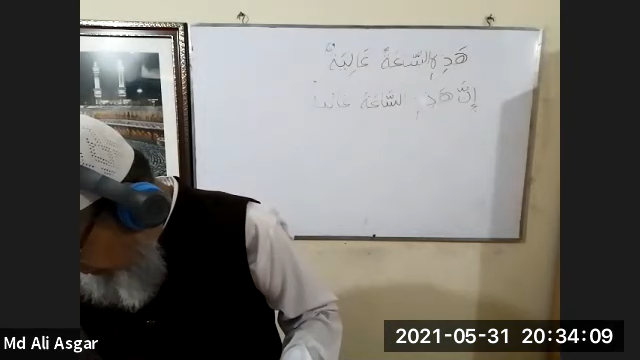 هَذِهِ السَّاعَةُ غَالِيَةٌ
إِنَّ هَذِهِ السَّاعَةَ غَالِيَةٌ
Md Ali Asgar
2021-05-31 20:34:09